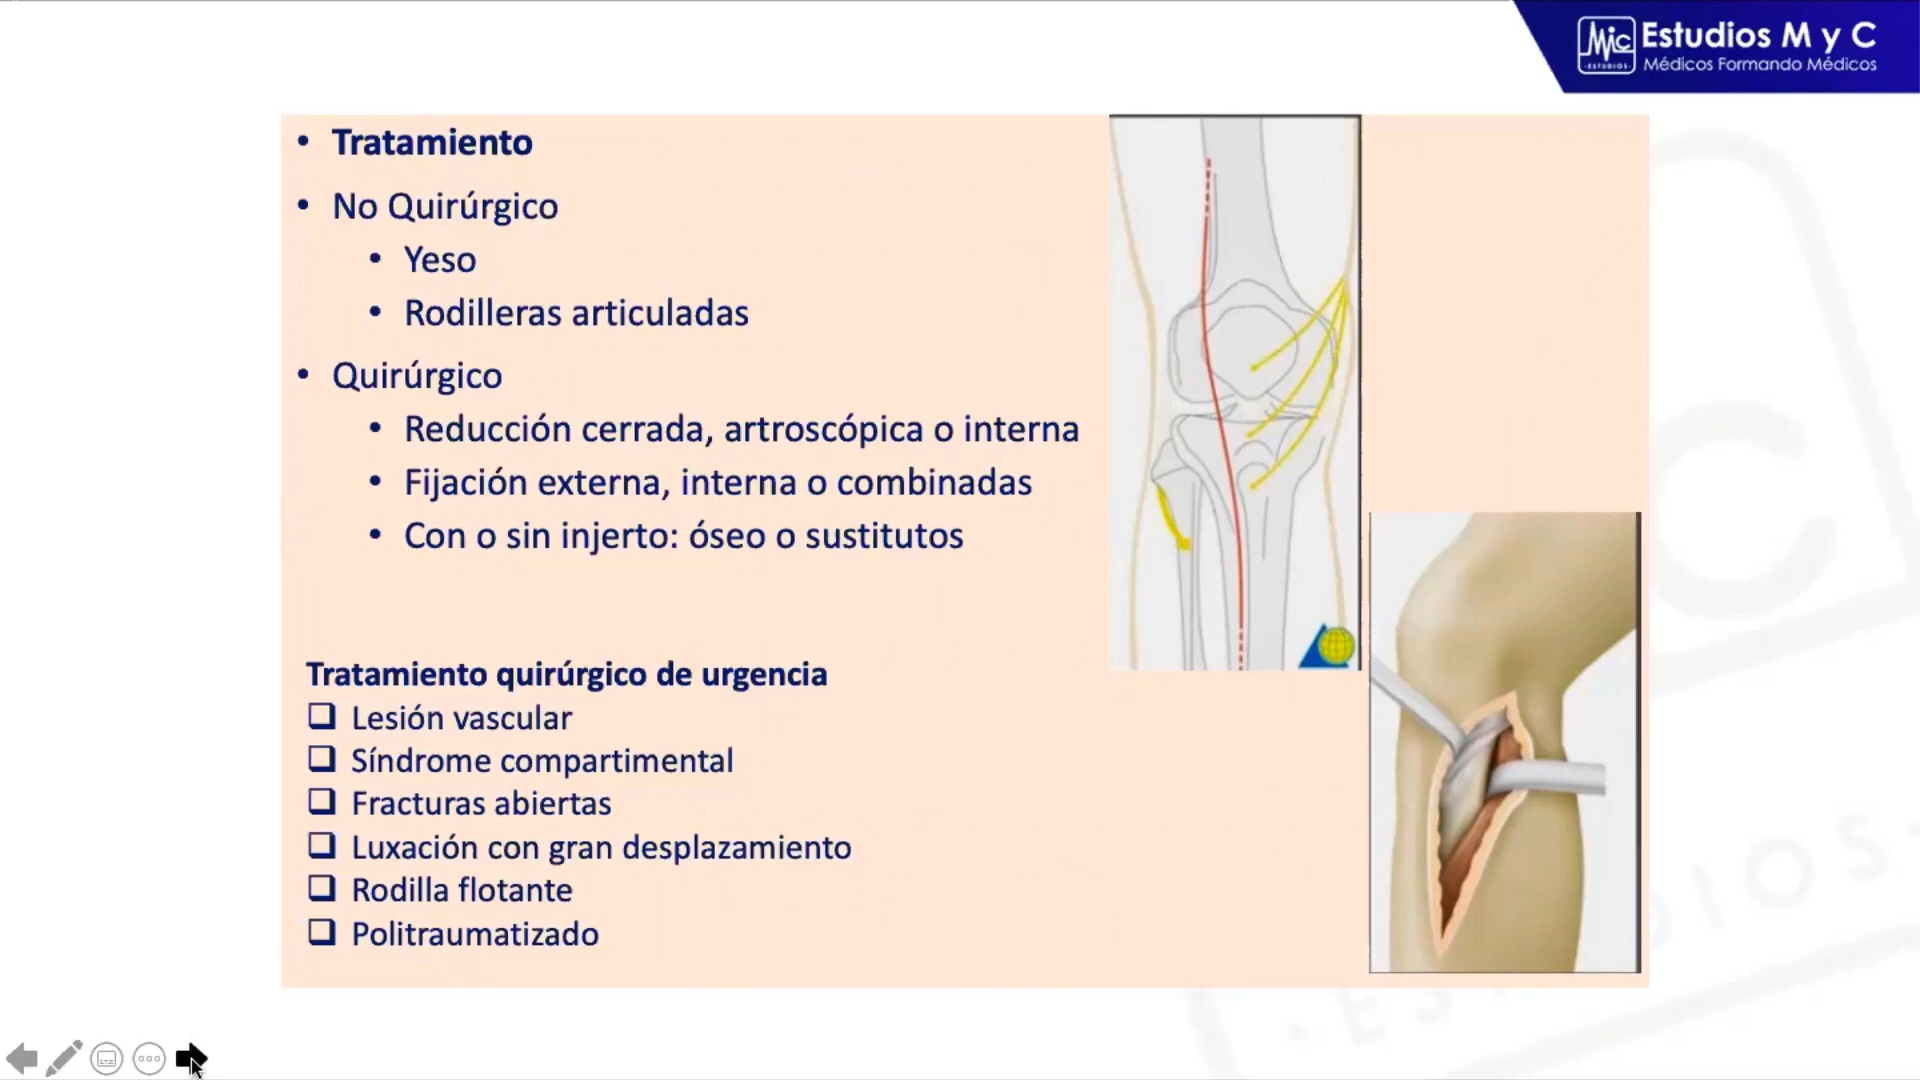 Mic
-ESTUDIOS-
Estudios M y C
Médicos Formando Médicos
• Tratamiento
• No Quirúrgico
• Yeso
• Rodilleras articuladas
• Quirúrgico
• Reducción cerrada, artroscópica o interna
• Fijación externa, interna o combinadas
• Con o sin injerto: óseo o sustitutos
Tratamiento quirúrgico de urgencia
❑ Lesión vascular
❑ Síndrome compartimental
❑ Fracturas abiertas
❑ Luxación con gran desplazamiento
❑ Rodilla flotante
❑ Politraumatizado